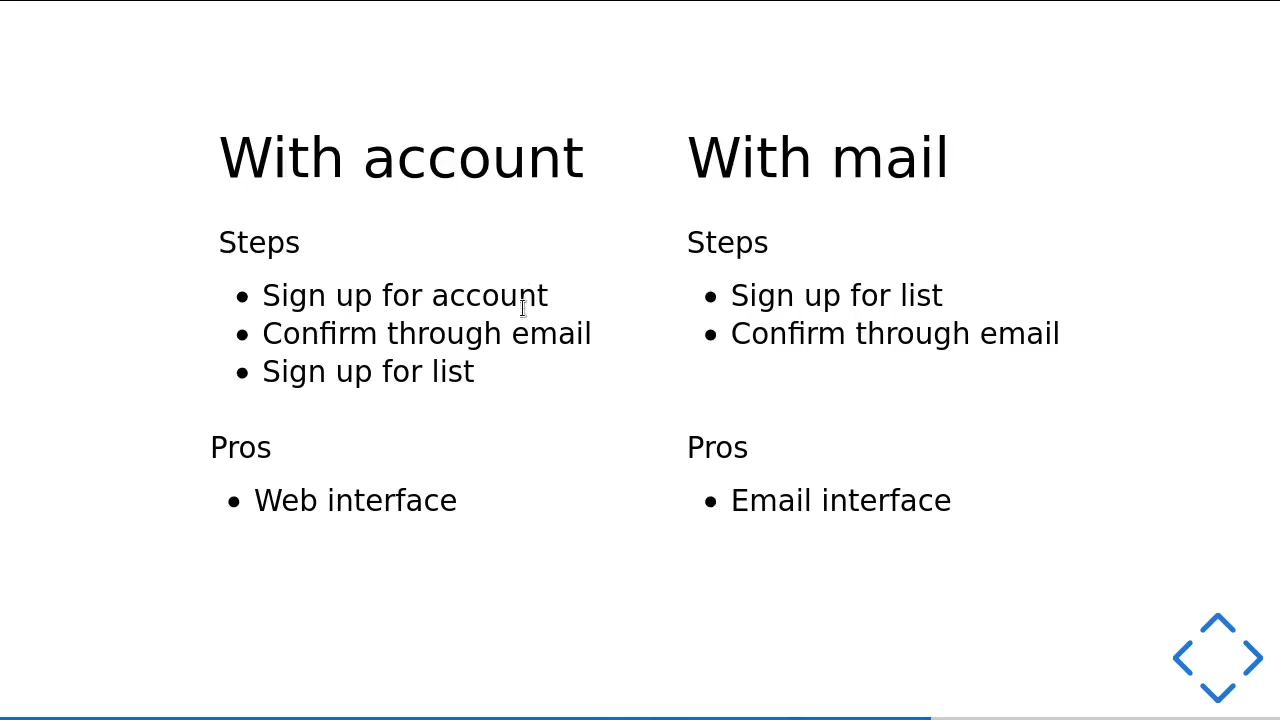 With account
Steps
Sign up for account
Confirm through email
Sign up for list
Pros
Web interface
With mail
Steps
Sign up for list
Confirm through email
Pros
Email interface